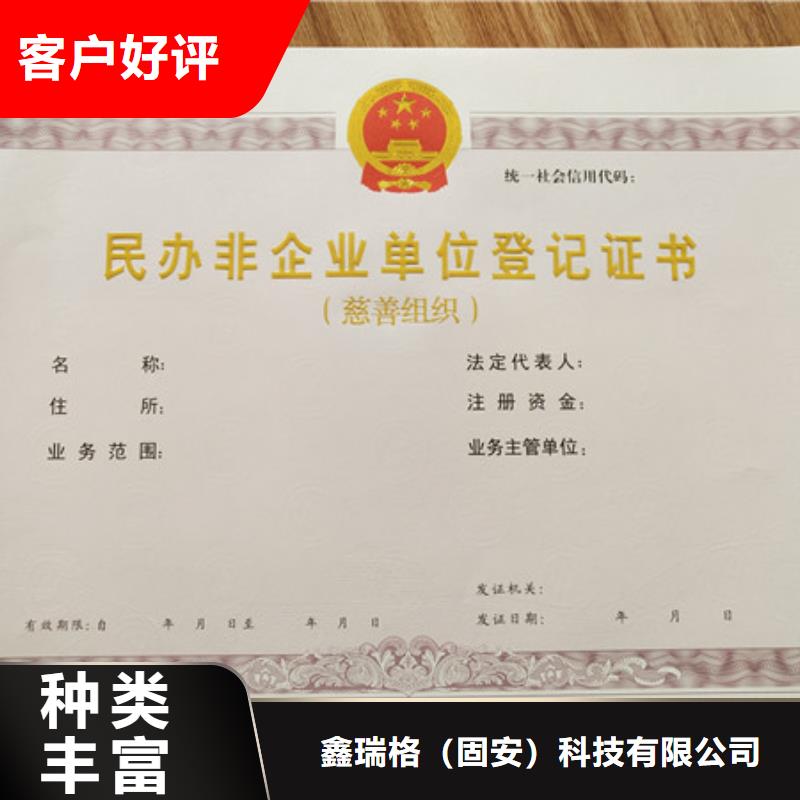 客户好评
统一社会信用代码：
民办非企业单位登记证书
（慈善组织）
名 称：
法定代表人：
住 所：
注册资金：
业务范围：
业务主管单位：
发证机关：
有效期限：自 年 月 日至 年 月 日
发证日期： 年 月 日
种类
丰富
鑫瑞格（固安）科技有限公司